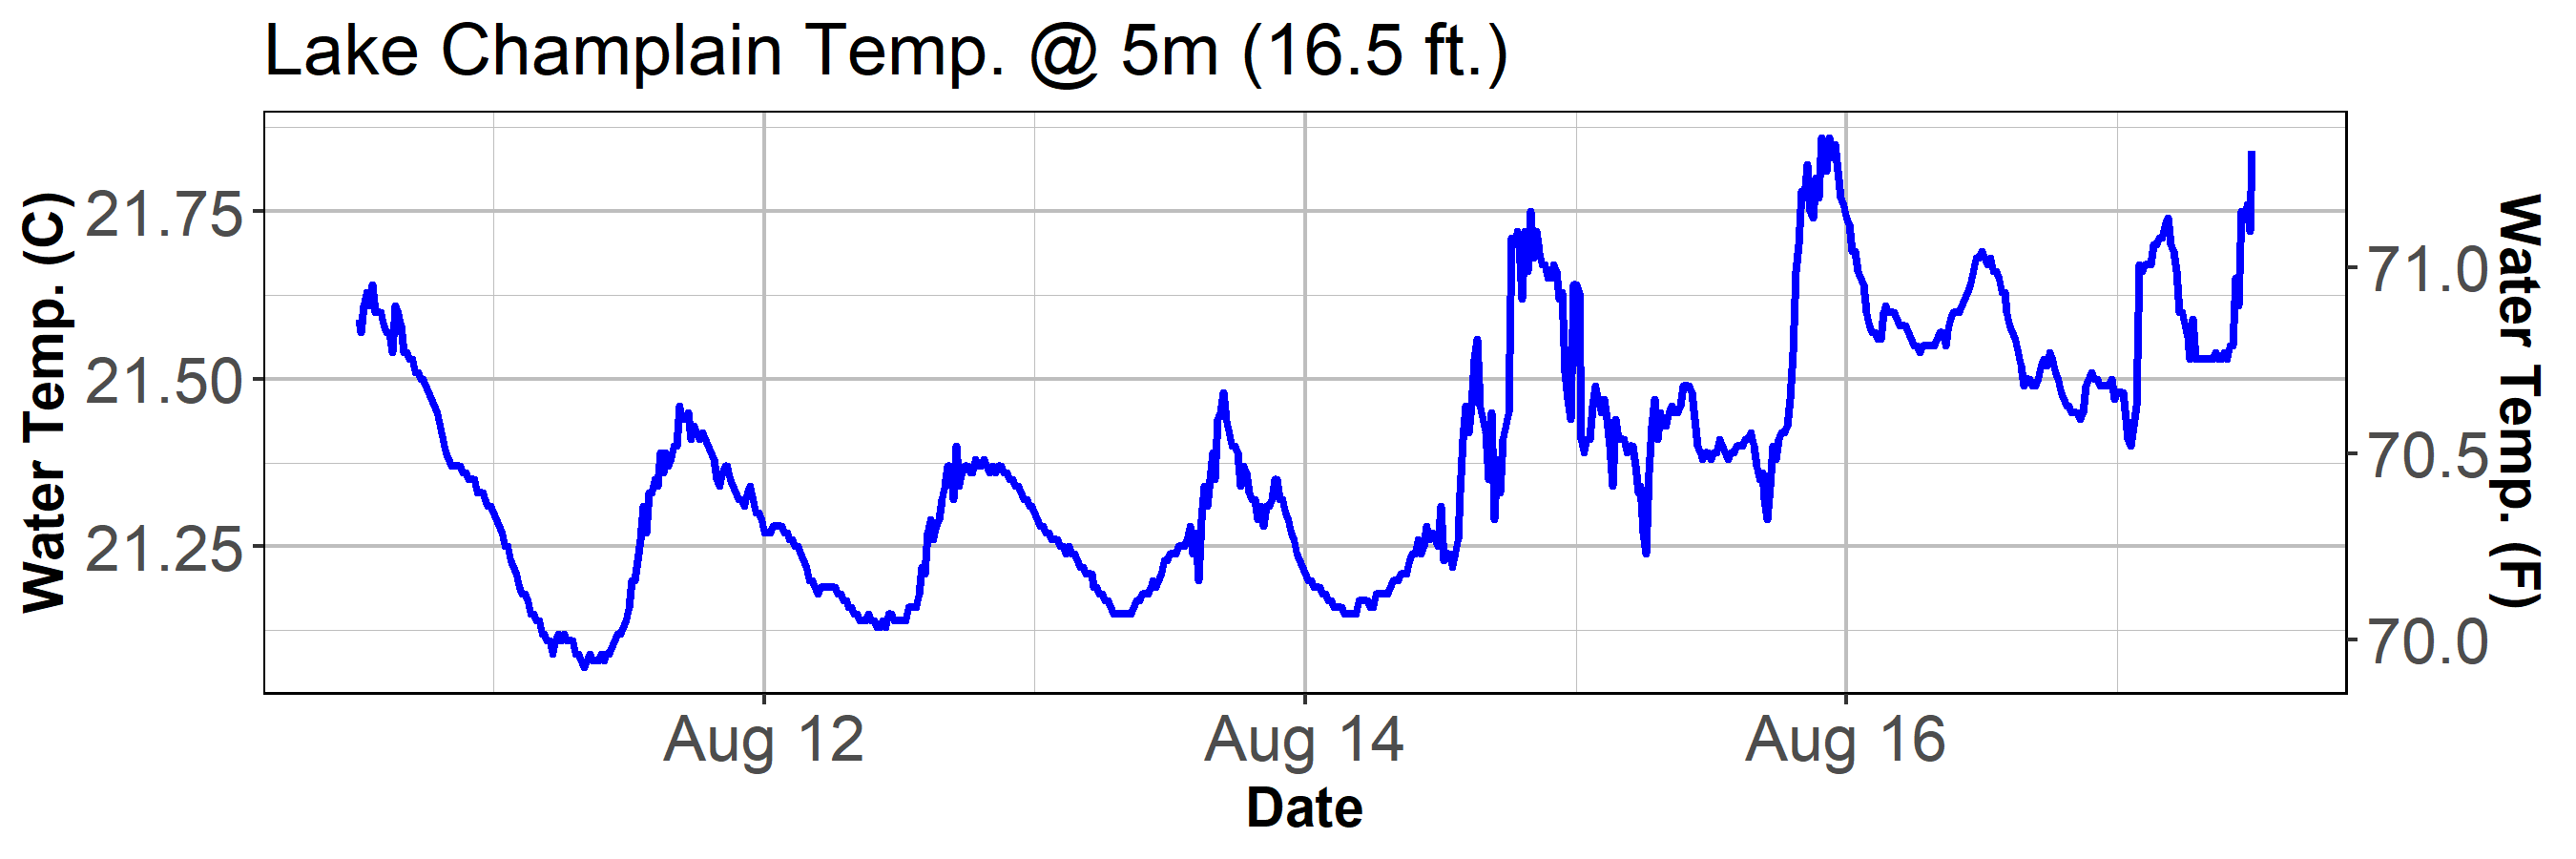 Lake Champlain Temp. @ 5m (16.5 ft.)
Water Temp. (C)
21.75
21.50
21.25
Water Temp. (F)
71.0
70.5
70.0
Aug 12
Aug 14
Aug 16
Date